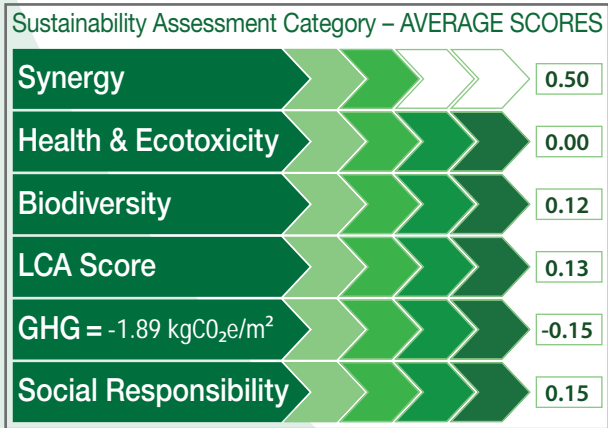 Sustainability Assessment Category – AVERAGE SCORES
Synergy 0.50
Health & Ecotoxicity 0.00
Biodiversity 0.12
LCA Score 0.13
GHG = -1.89 kgCO₂e/m² -0.15
Social Responsibility 0.15